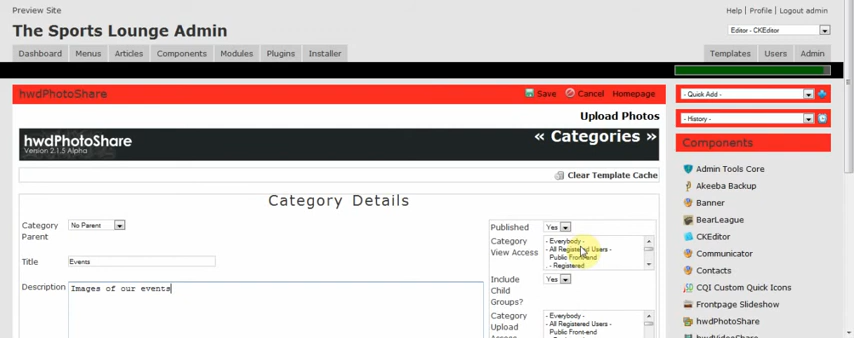 Preview Site
Help | Profile | Logout admin
The Sports Lounge Admin
Editor - CKEditor
Dashboard Menus Articles Components Modules Plugins Installer
Templates Users Admin
hwdPhotoShare
Save Cancel Homepage
- Quick Add -
Upload Photos
- History -
hwdPhotoShare
Version 2.1.5 Alpha
« Categories »
Components
Clear Template Cache
Admin Tools Core
Akeeba Backup
Banner
BearLeague
CKEditor
Communicator
Contacts
CQI Custom Quick Icons
Frontpage Slideshow
hwdPhotoShare
Category Details
Category Parent
No Parent
Title
Events
Description
Images of our events
Published
Yes
Category View Access
- Everybody -
- All Registered Users -
Public Front-end
- Registered
Include Child Groups?
Yes
Category Upload
- Everybody -
- All Registered Users -
Public Front-end